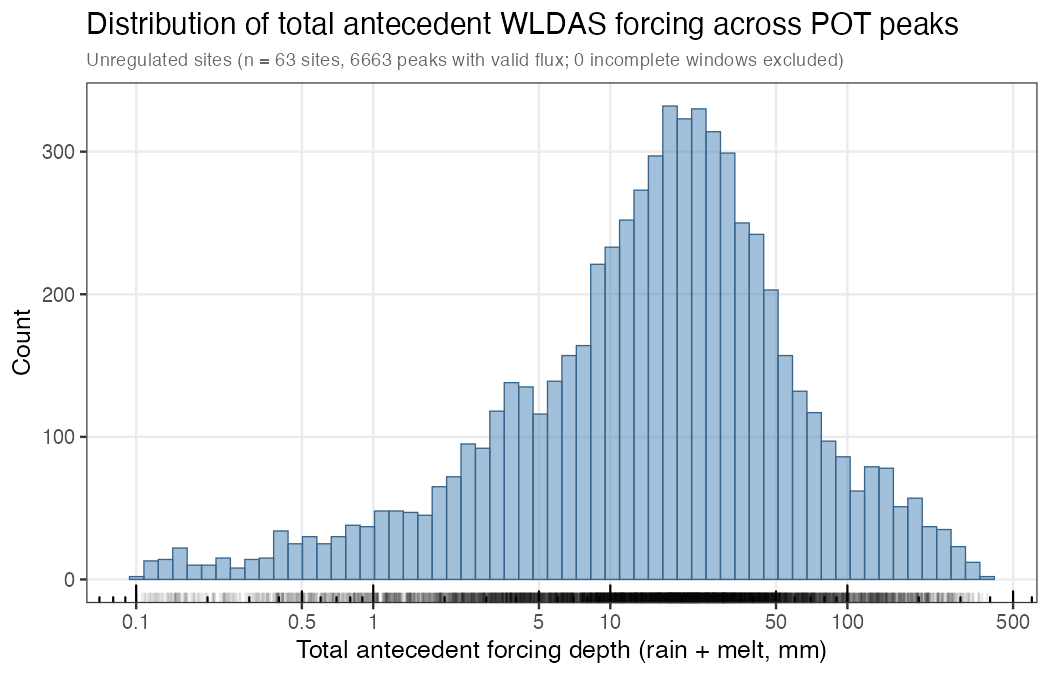 Distribution of total antecedent WLDAS forcing across POT peaks
Unregulated sites (n = 63 sites, 6663 peaks with valid flux; 0 incomplete windows excluded)
300
200
100
0
Count
0.1 0.5 1 5 10 50 100 500
Total antecedent forcing depth (rain + melt, mm)